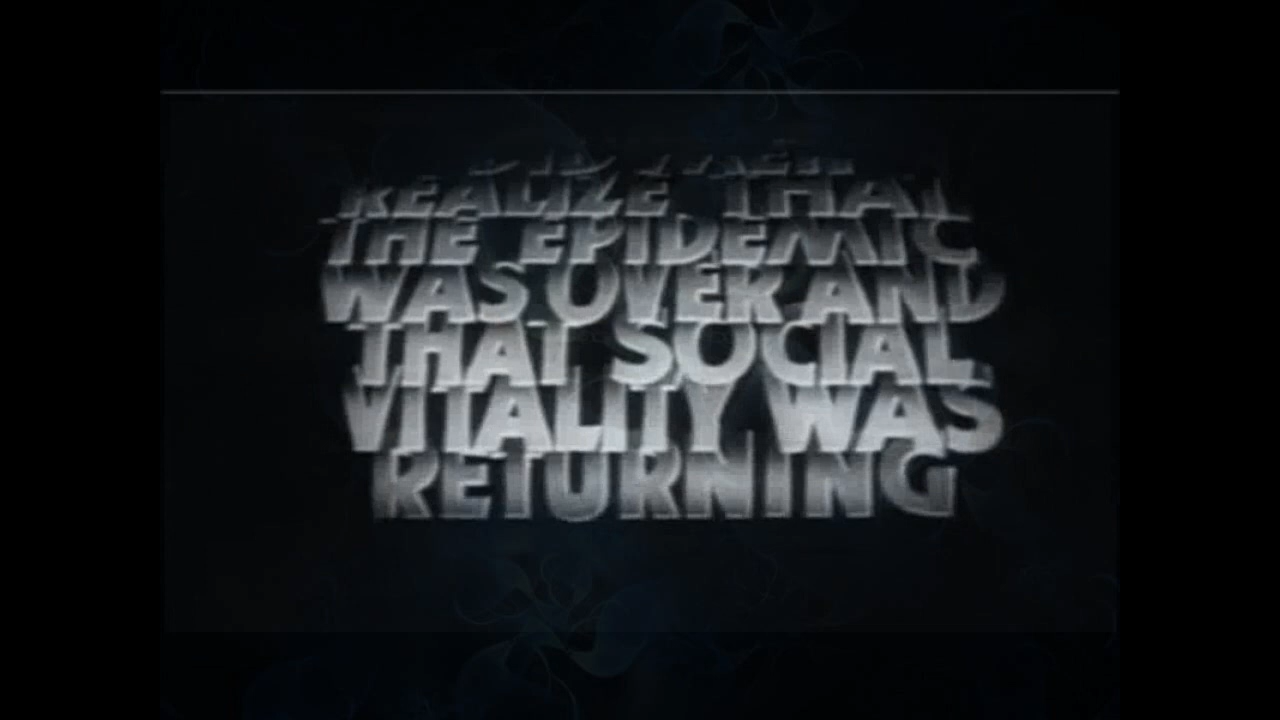 REALIZE THAT
THE EPIDEMIC
WAS OVER AND
THAT SOCIAL
VITALITY WAS
RETURNING